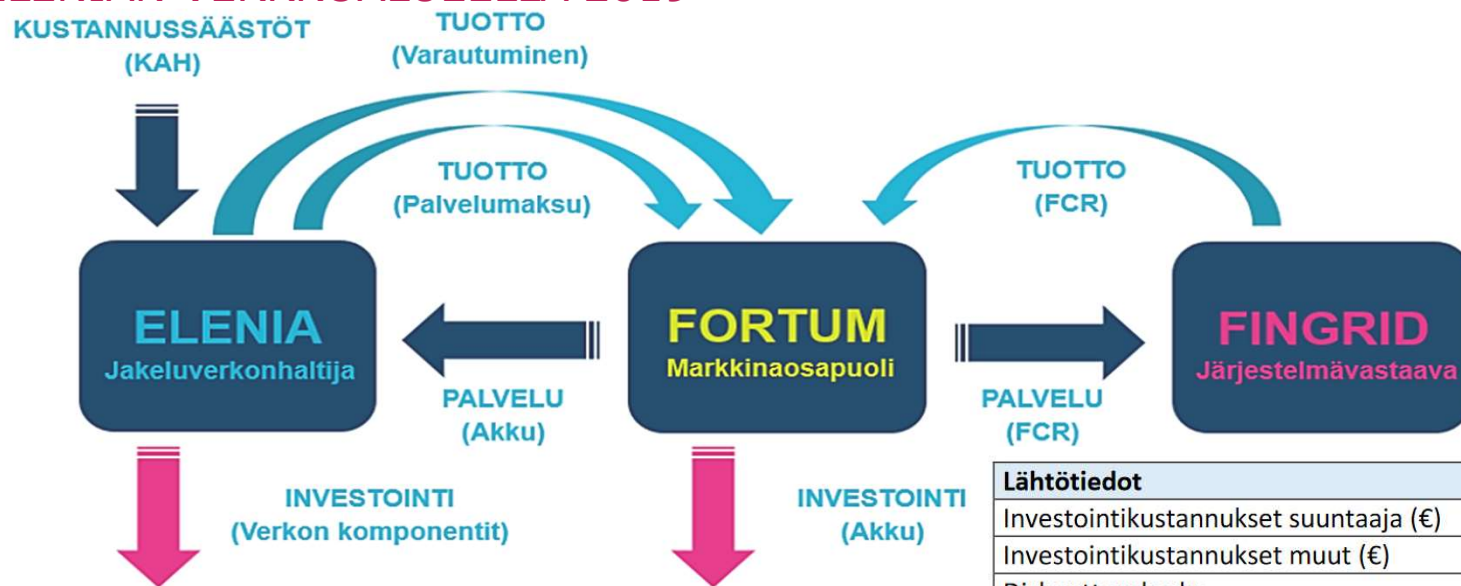 KUSTANNUSSÄÄSTÖT
(KAH)
TUOTTO
(Varautuminen)
TUOTTO
(Palvelumaksu)
TUOTTO
(FCR)
ELENIA
Jakeluverkonhaltija
FORTUM
Markkinaosapuoli
FINGRID
Järjestelmävastaava
PALVELU
(Akku)
PALVELU
(FCR)
INVESTOINTI
(Verkon komponentit)
INVESTOINTI
(Akku)
Lähtötiedot
Investointikustannukset suuntaaja (€)
Investointikustannukset muut (€)